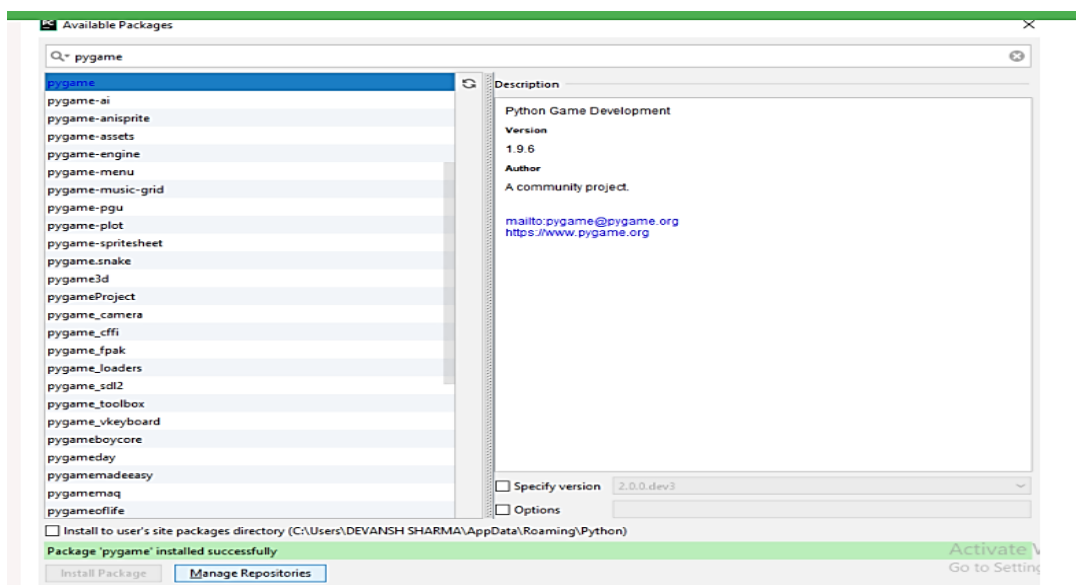 Available Packages
pygame
pygame
pygame-ai
pygame-anisprite
pygame-assets
pygame-engine
pygame-menu
pygame-music-grid
pygame-pgu
pygame-plot
pygame-spritesheet
pygame.snake
pygame3d
pygameProject
pygame_camera
pygame_cffi
pygame_fpak
pygame_loaders
pygame_sdl2
pygame_toolbox
pygame_vkeyboard
pygameboycore
pygameday
pygamemadeeasy
pygamemaq
pygameoflife
Description
Python Game Development
Version
1.9.6
Author
A community project.
mailto:pygame@pygame.org
https://www.pygame.org
Specify version 2.0.0.dev3
Options
Install to user's site packages directory (C:\Users\DEVANSH SHARMA\AppData\Roaming\Python)
Package 'pygame' installed successfully
Install Package Manage Repositories
Activate
Go to Setting